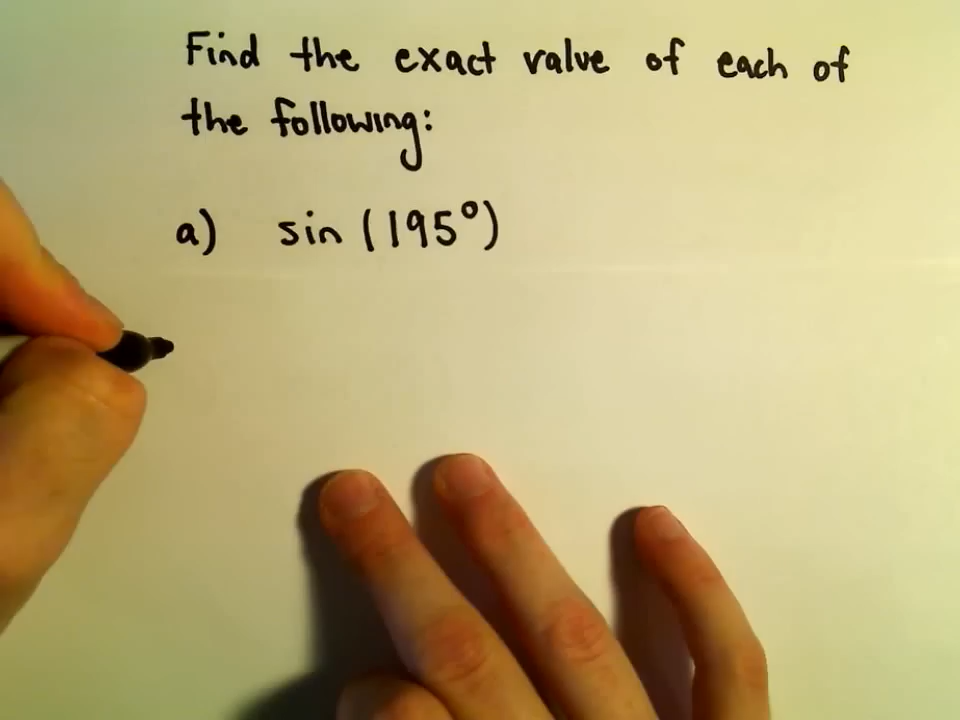 Find the exact value of each of
the following:
a) sin (195°)